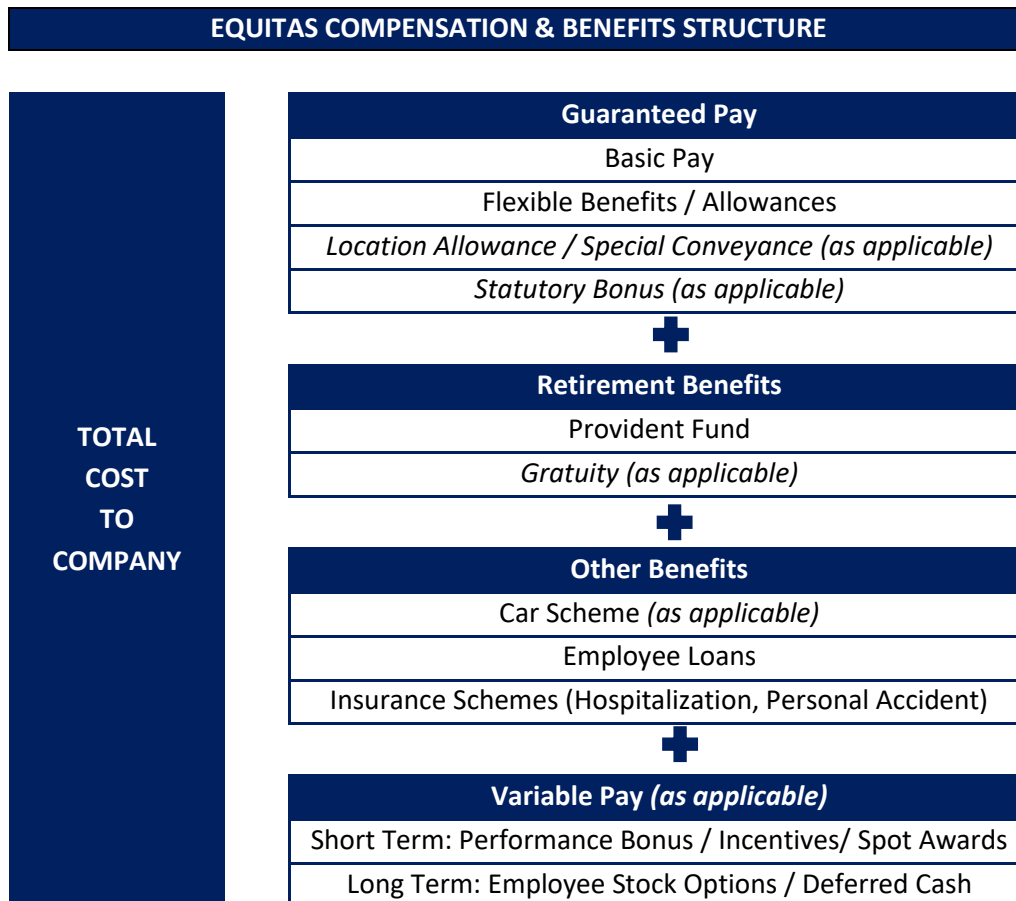 EQUITAS COMPENSATION & BENEFITS STRUCTURE
TOTAL
COST
TO
COMPANY
Guaranteed Pay
Basic Pay
Flexible Benefits / Allowances
Location Allowance / Special Conveyance (as applicable)
Statutory Bonus (as applicable)
Retirement Benefits
Provident Fund
Gratuity (as applicable)
Other Benefits
Car Scheme (as applicable)
Employee Loans
Insurance Schemes (Hospitalization, Personal Accident)
Variable Pay (as applicable)
Short Term: Performance Bonus / Incentives/ Spot Awards
Long Term: Employee Stock Options / Deferred Cash